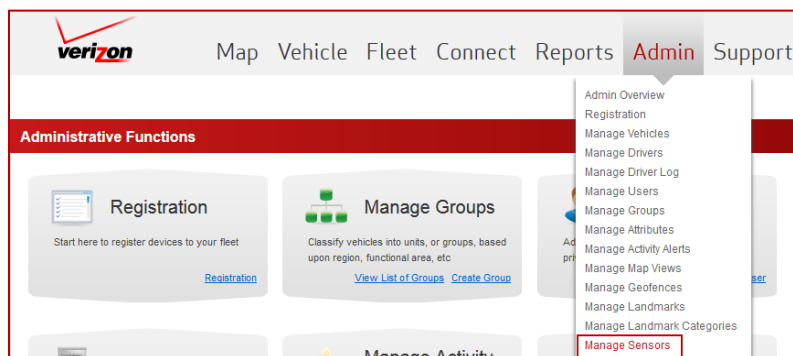 verizon
Map Vehicle Fleet Connect Reports Admin Support
Admin Overview
Registration
Manage Vehicles
Manage Drivers
Manage Driver Log
Manage Users
Manage Groups
Manage Attributes
Manage Activity Alerts
Manage Map Views
Manage Geofences
Manage Landmarks
Manage Landmark Categories
Manage Sensors
Administrative Functions
Registration
Start here to register devices to your fleet
Registration
Manage Groups
Classify vehicles into units, or groups, based
upon region, functional area, etc
View List of Groups Create Group
Manage Activity